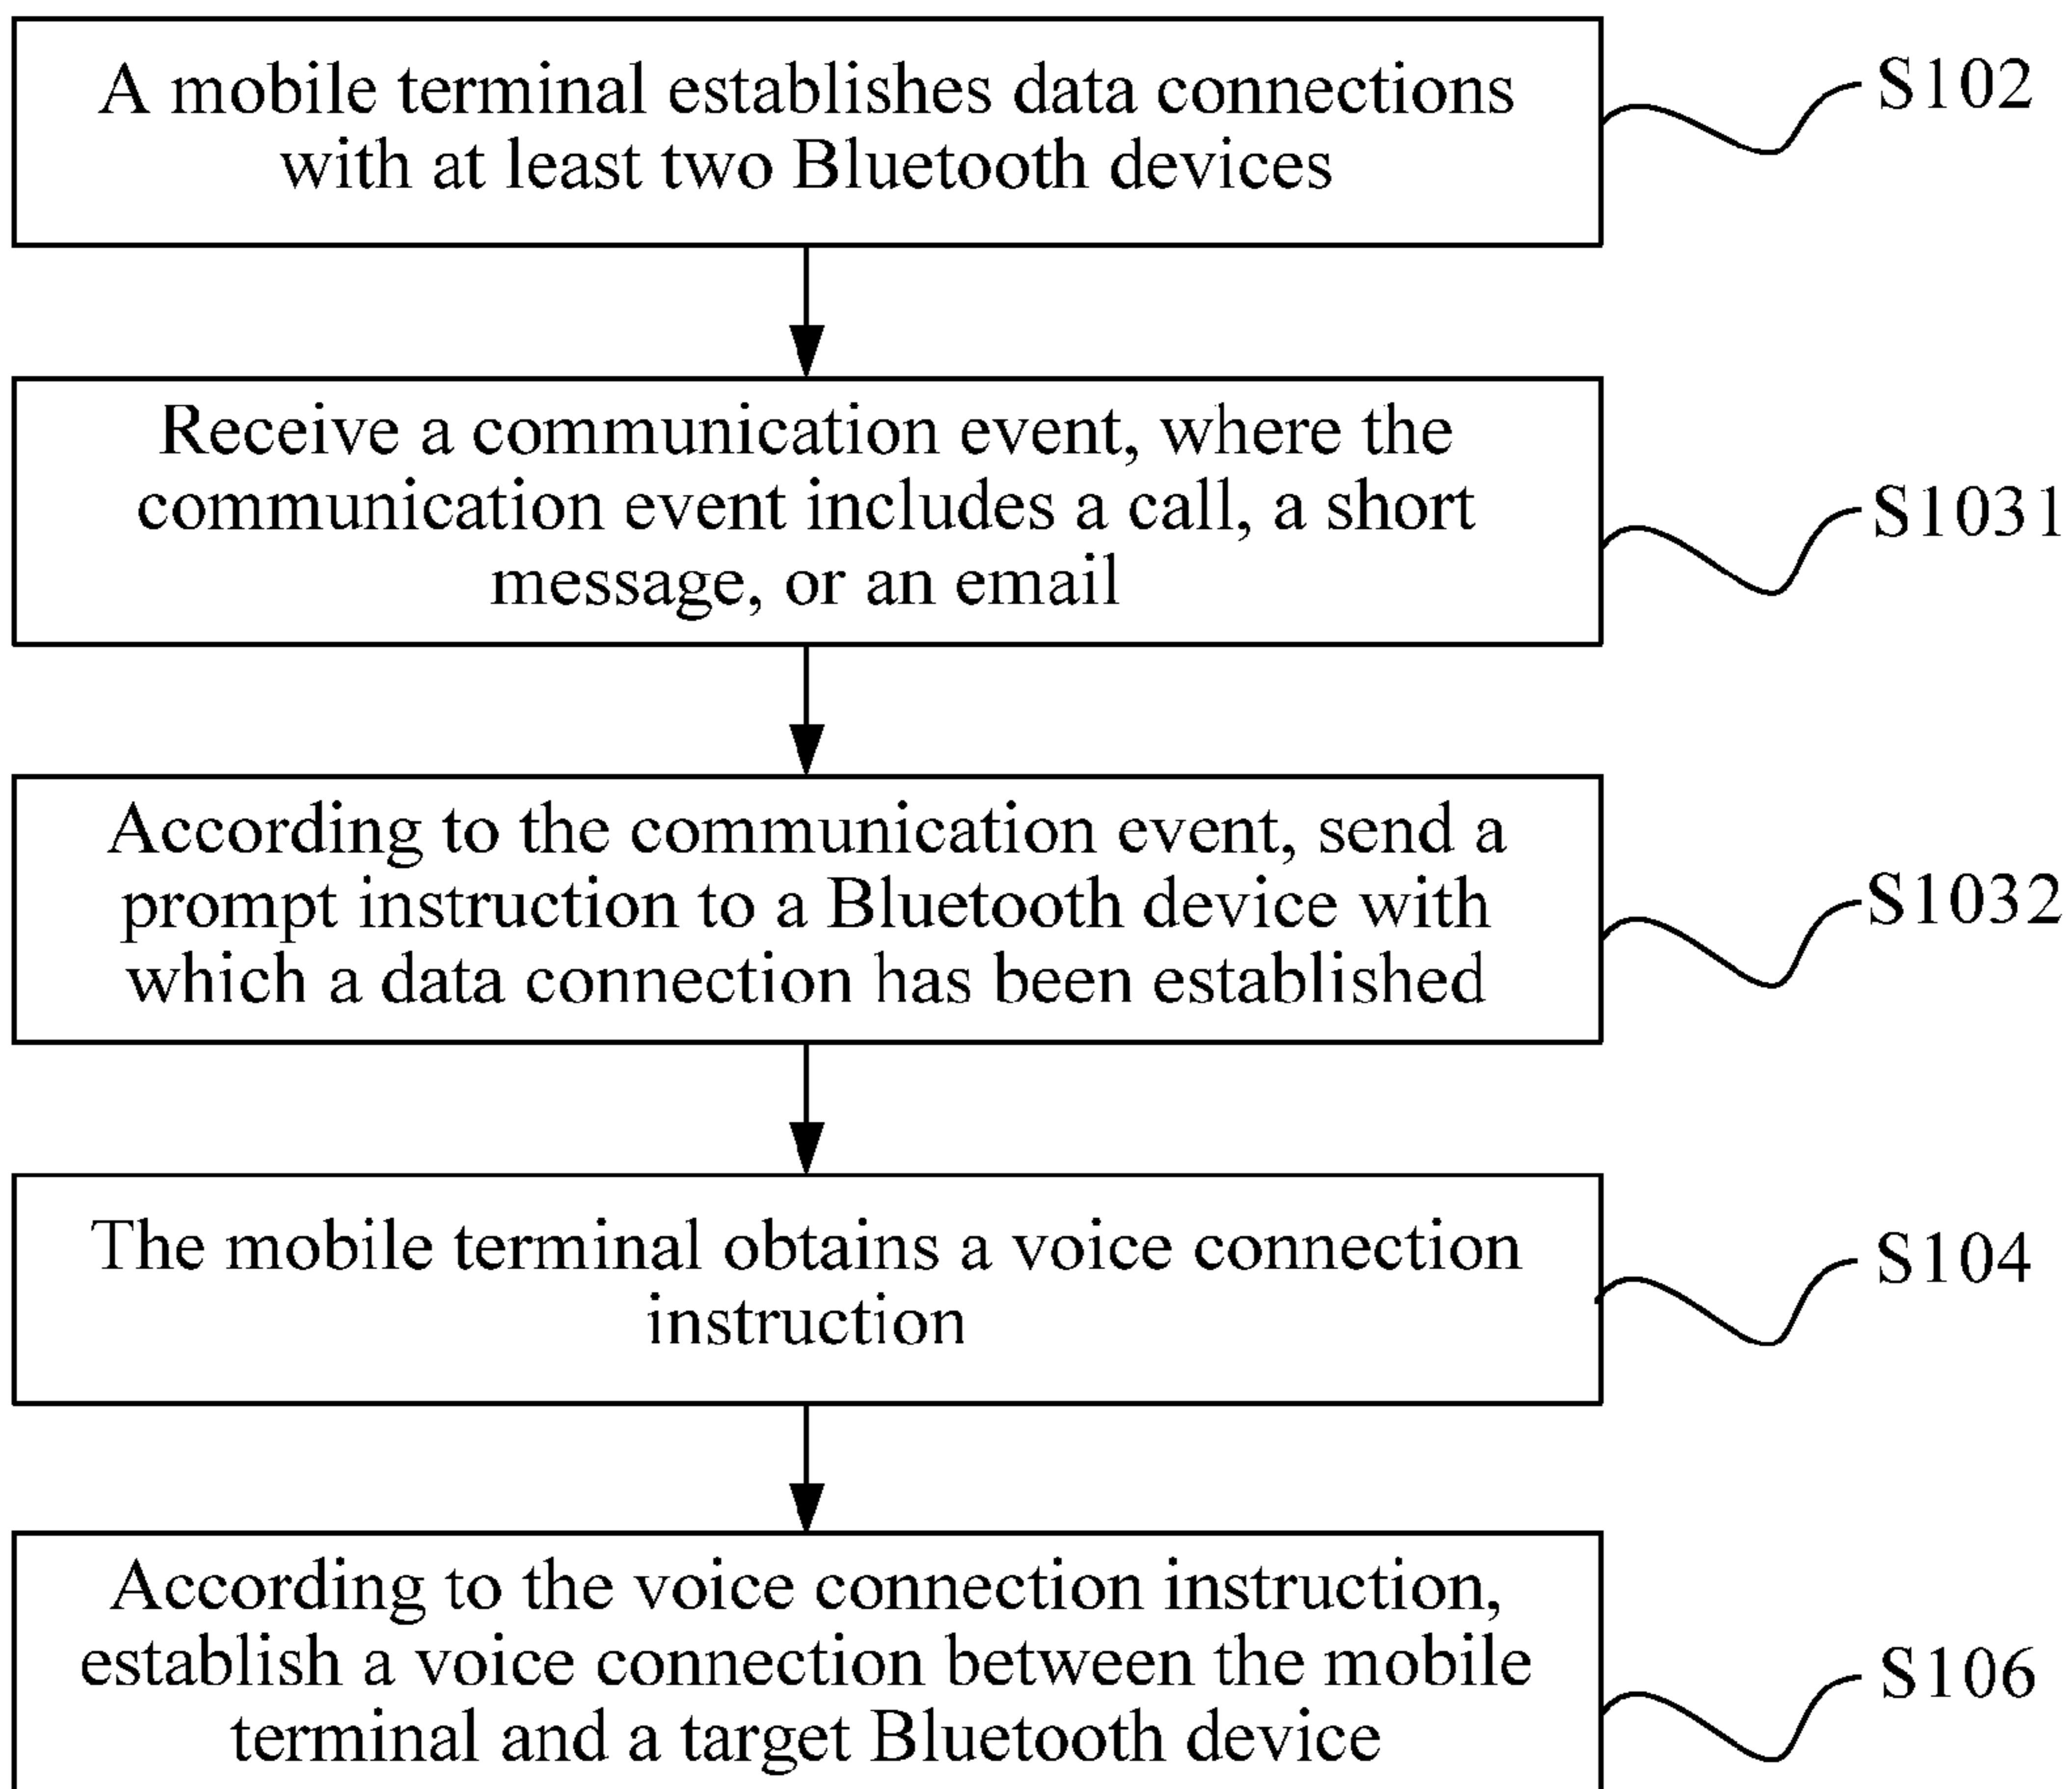 A mobile terminal establishes data connections
with at least two Bluetooth devices
S102
Receive a communication event, where the
communication event includes a call, a short
message, or an email
S1031
According to the communication event, send a
prompt instruction to a Bluetooth device with
which a data connection has been established
S1032
The mobile terminal obtains a voice connection
instruction
S104
According to the voice connection instruction,
establish a voice connection between the mobile
terminal and a target Bluetooth device
S106